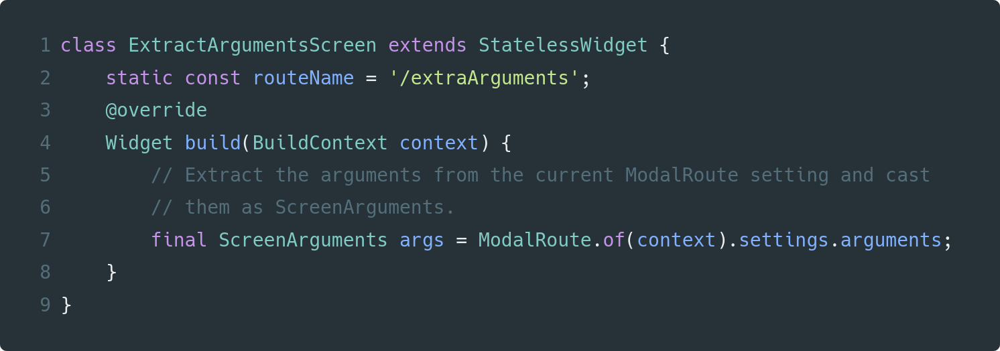 1 class ExtractArgumentsScreen extends StatelessWidget {
2     static const routeName = '/extraArguments';
3     @override
4     Widget build(BuildContext context) {
5         // Extract the arguments from the current ModalRoute setting and cast
6         // them as ScreenArguments.
7         final ScreenArguments args = ModalRoute.of(context).settings.arguments;
8     }
9 }